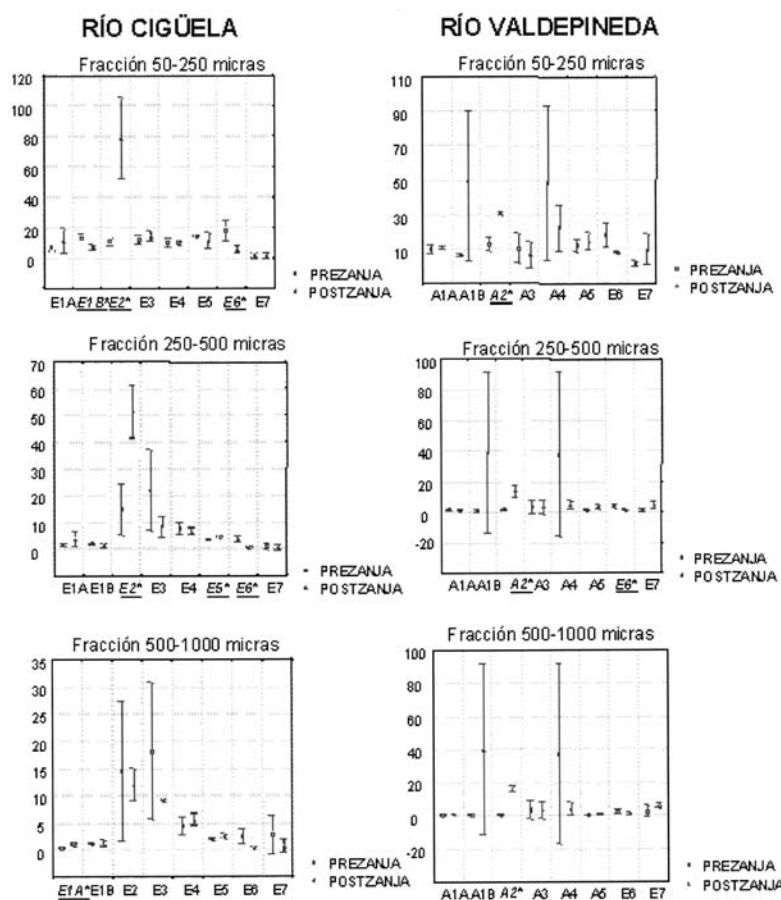 RÍO CIGÜELA
RÍO VALDEPINEDA
Fracción 50-250 micras
120
100
80
60
40
20
0
E1A E1B* E2* E3 E4 E5 E6* E7
PREZANJA
POSTZANJA
Fracción 50-250 micras
110
90
70
50
30
10
A1A A1B A2* A3 A4 A5 E6 E7
PREZANJA
POSTZANJA
Fracción 250-500 micras
70
60
50
40
30
20
10
0
E1A E1B E2* E3 E4 E5* E6* E7
PREZANJA
POSTZANJA
Fracción 250-500 micras
100
80
60
40
20
0
-20
A1A A1B A2* A3 A4 A5 E6* E7
PREZANJA
POSTZANJA
Fracción 500-1000 micras
35
30
25
20
15
10
5
0
E1A* E1B E2 E3 E4 E5 E6 E7
PREZANJA
POSTZANJA
Fracción 500-1000 micras
100
80
60
40
20
0
-20
A1A A1B A2* A3 A4 A5 E6 E7
PREZANJA
POSTZANJA